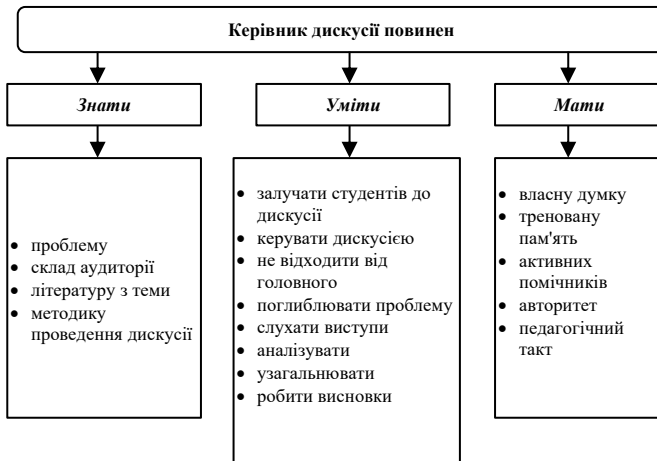 Керівник дискусії повинен
Знати
Уміти
Мати
• проблему
• склад аудиторії
• літературу з теми
• методику
проведення дискусії
• залучати студентів до
дискусії
• керувати дискусією
• не відходити від
головного
• поглиблювати проблему
• слухати виступи
• аналізувати
• узагальнювати
• робити висновки
• власну думку
• треновану
пам'ять
• активних
помічників
• авторитет
• педагогічний
такт